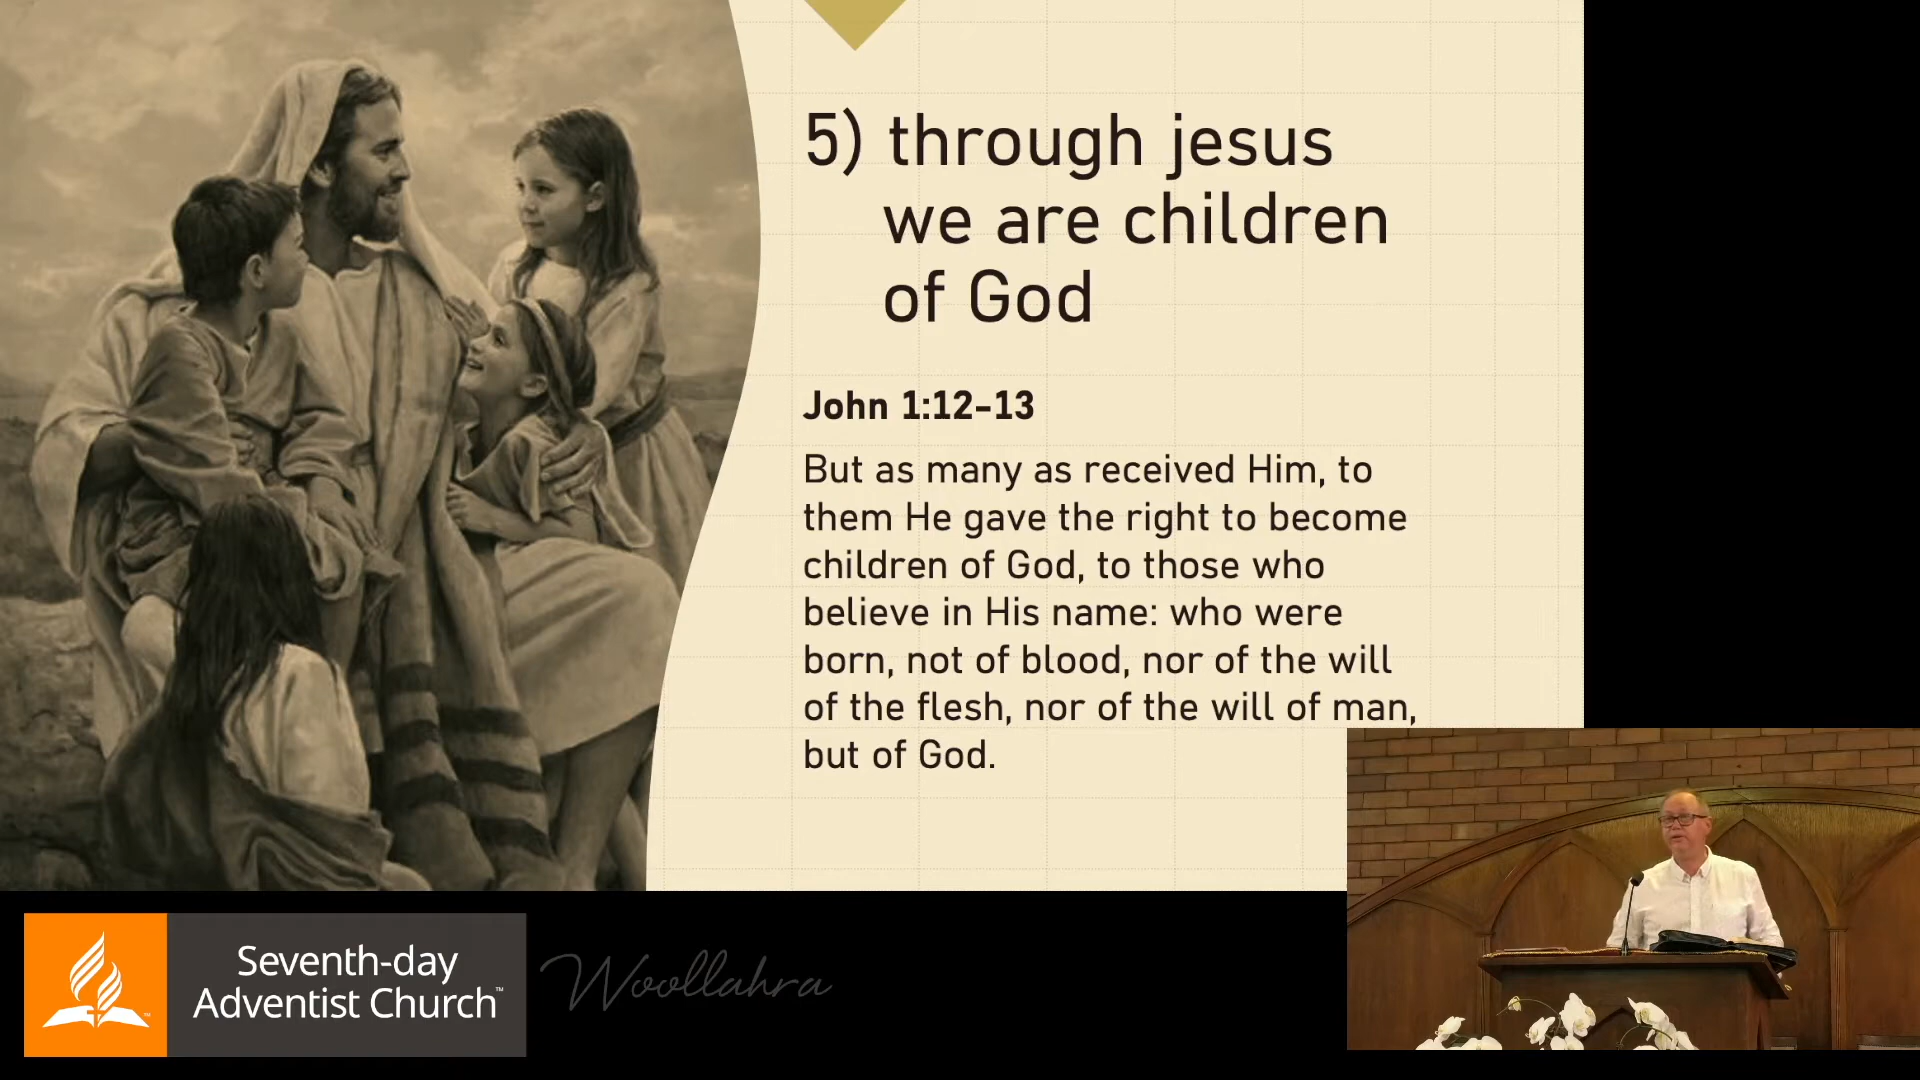 5) through jesus
we are children
of God
John 1:12-13
But as many as received Him, to
them He gave the right to become
children of God, to those who
believe in His name: who were
born, not of blood, nor of the will
of the flesh, nor of the will of man,
but of God.
Seventh-day
Adventist Church™
Woollahra